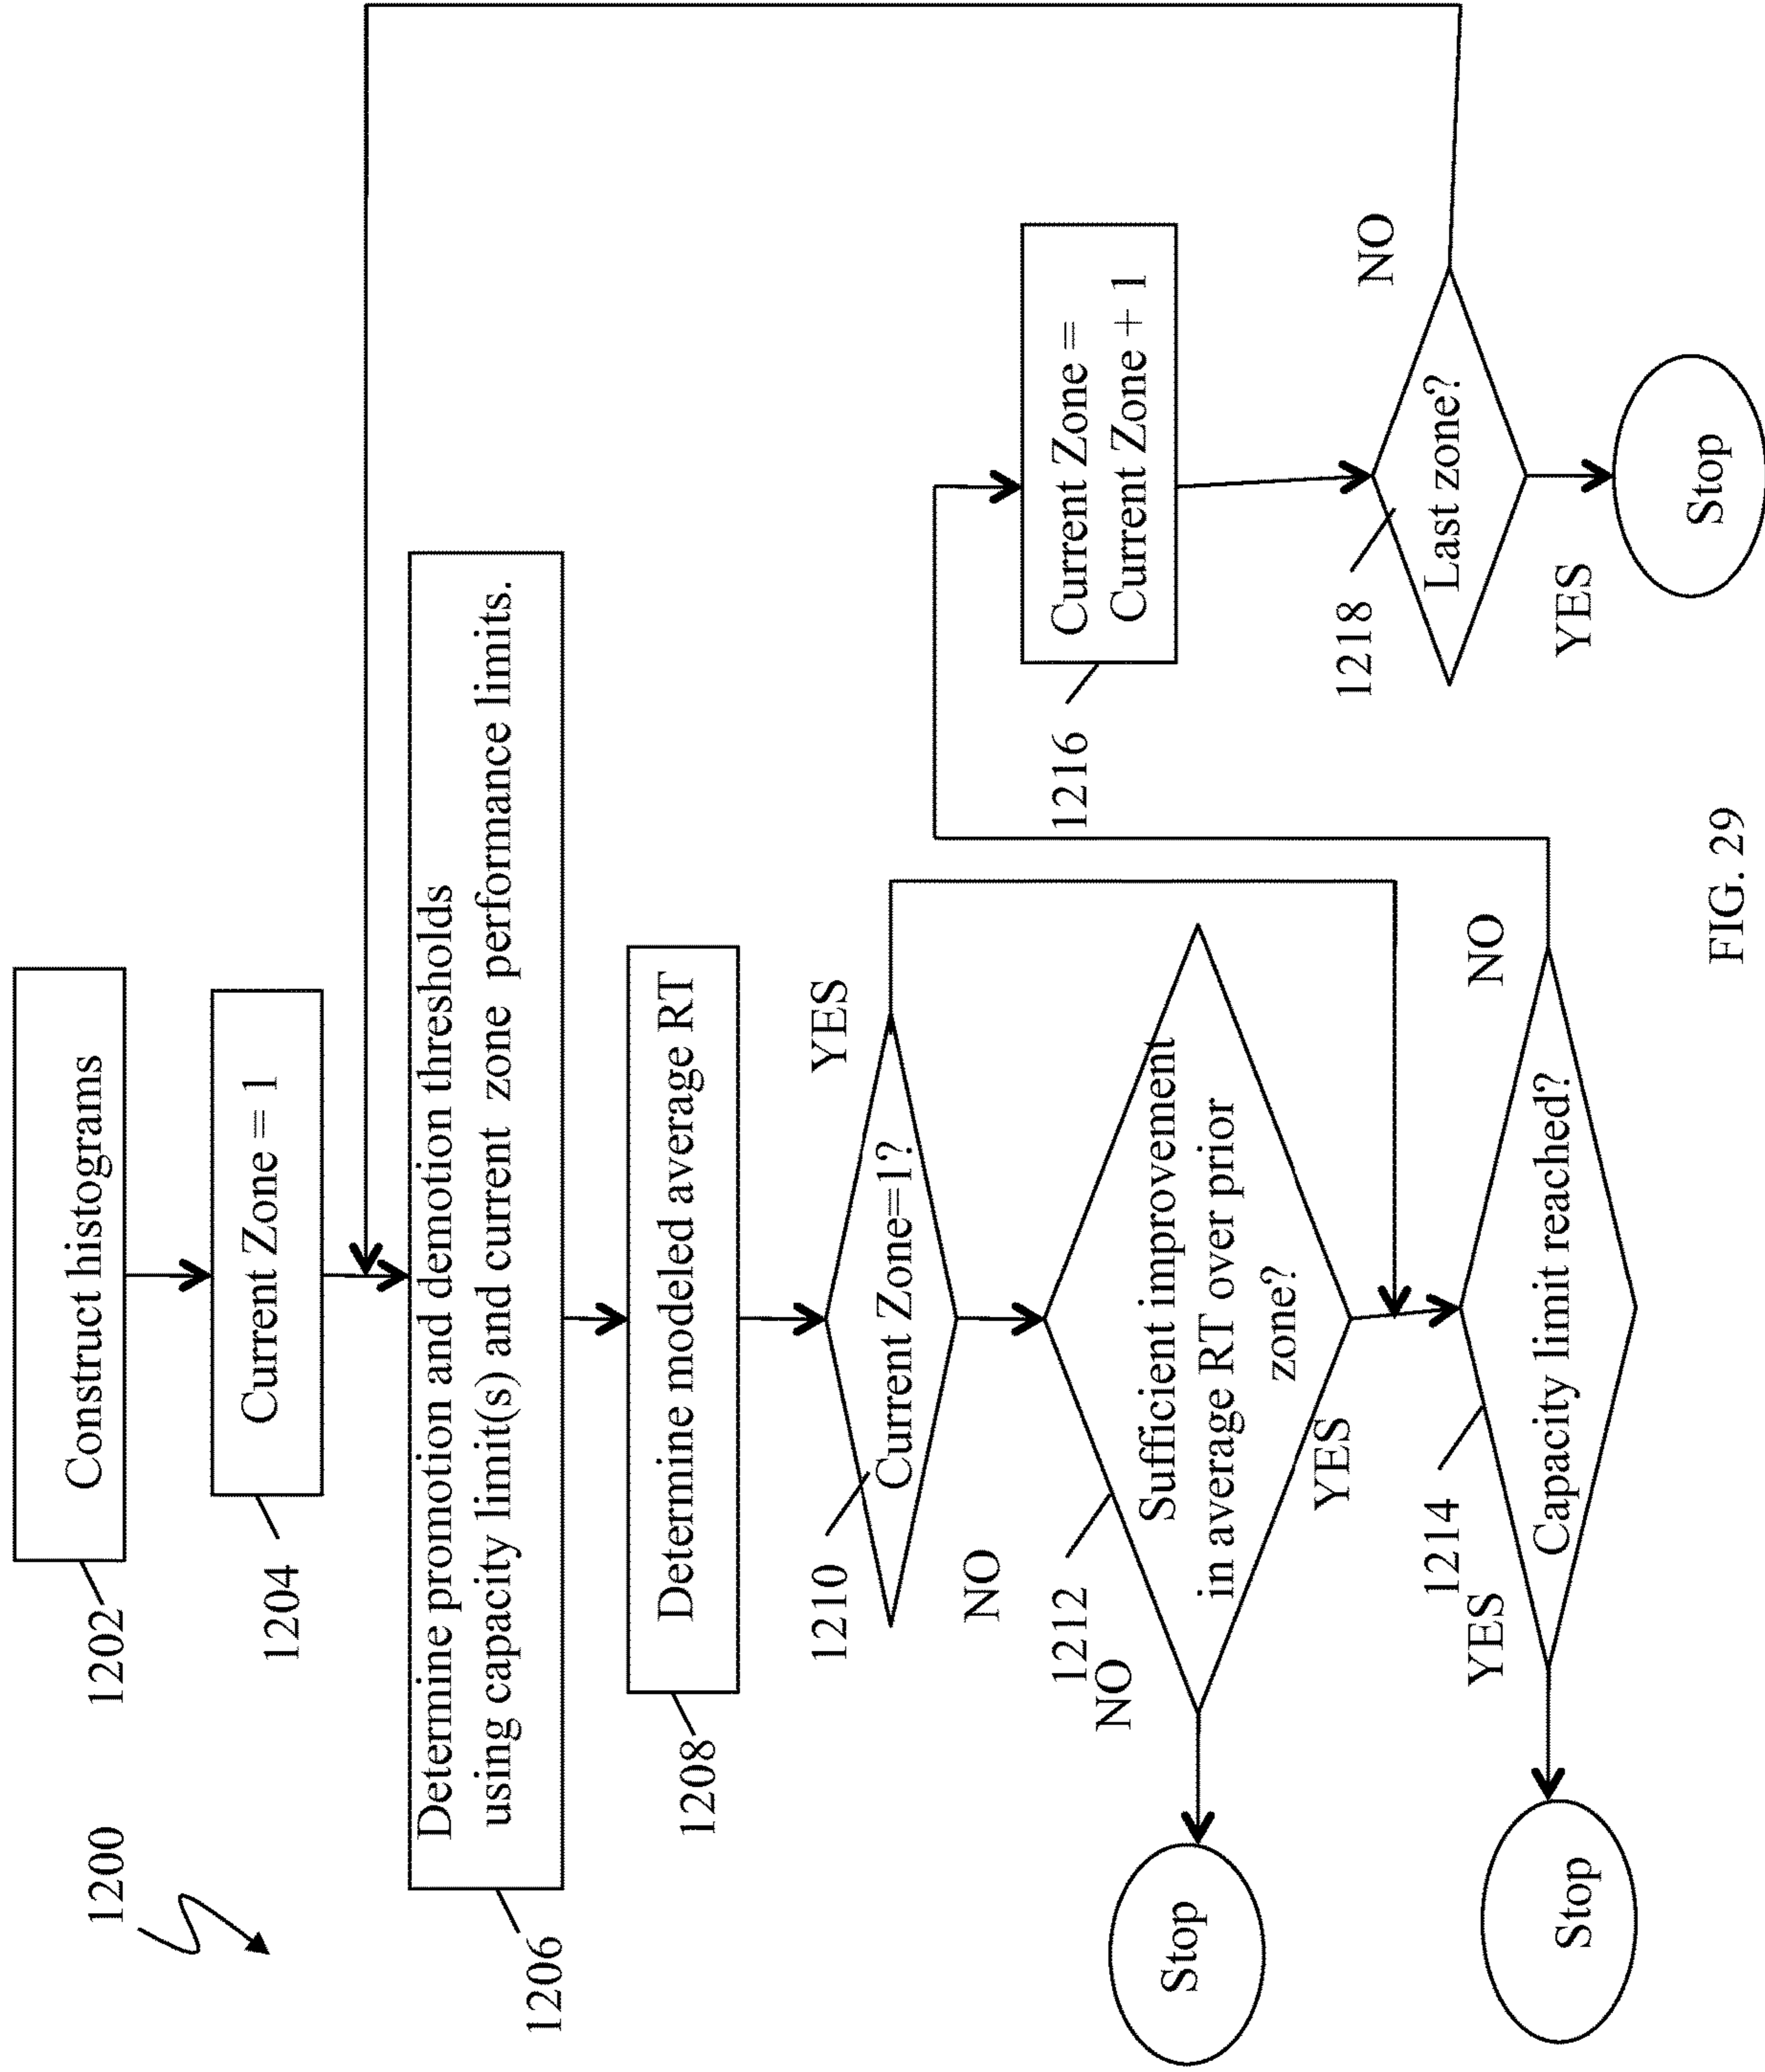 1200
1202
Construct histograms
1204
Current Zone = 1
1206
Determine promotion and demotion thresholds
using capacity limit(s) and current zone performance limits.
1208
Determine modeled average RT
1210
Current Zone=1?
YES
NO
1212
Sufficient improvement
in average RT over prior
zone?
NO
Stop
YES
1214
Capacity limit reached?
YES
Stop
NO
1216
Current Zone =
Current Zone + 1
1218
Last zone?
NO
YES
Stop
FIG. 29